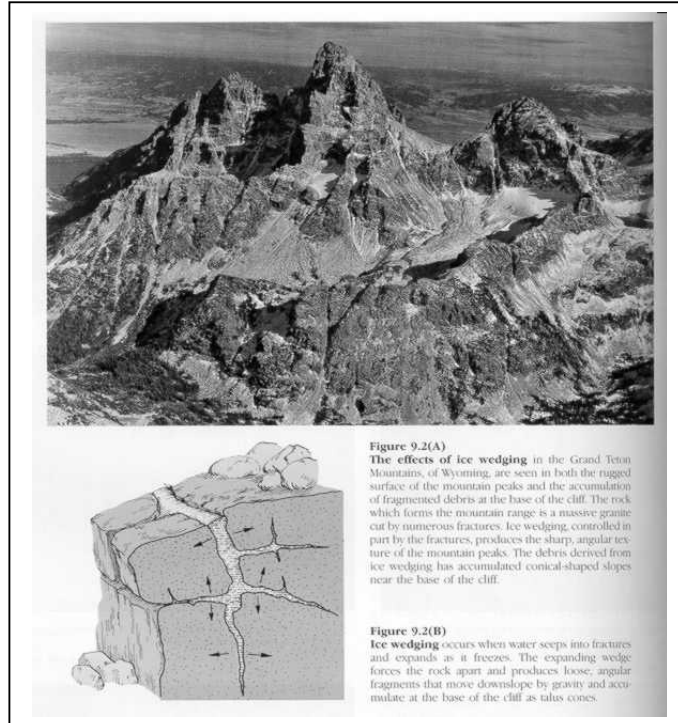 Figure 9.2(A)
The effects of ice wedging in the Grand Teton
Mountains, of Wyoming, are seen in both the rugged
surface of the mountain peaks and the accumulation
of fragmented debris at the base of the cliff. The rock
which forms the mountain range is a massive granite
cut by numerous fractures. Ice wedging, controlled in
part by the fractures, produces the sharp, angular tex-
ture of the mountain peaks. The debris derived from
ice wedging has accumulated conical-shaped slopes
near the base of the cliff.
Figure 9.2(B)
Ice wedging occurs when water seeps into fractures
and expands as it freezes. The expanding wedge
forces the rock apart and produces loose, angular
fragments that move downslope by gravity and accu-
mulate at the base of the cliff as talus cones.